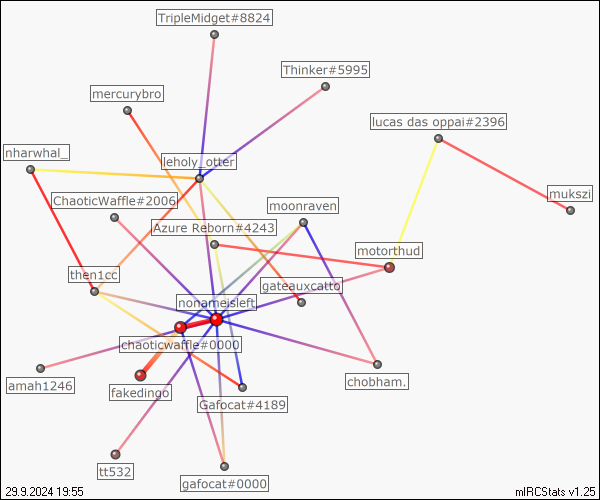 TripleMidget#8824
Thinker#5995
mercurybro
lucas das oppai#2396
nharwhal_
leholy_otter
mukszi
ChaoticWaffle#2006
moonraven
Azure Reborn#4243
motorthud
then1cc
gateauxcatto
nonameisleft
chaoticwaffle#0000
amah1246
fakedingo
chobham.
Gafocat#4189
tt532
gafocat#0000
29.9.2024 19:55
mIRCStats v1.25